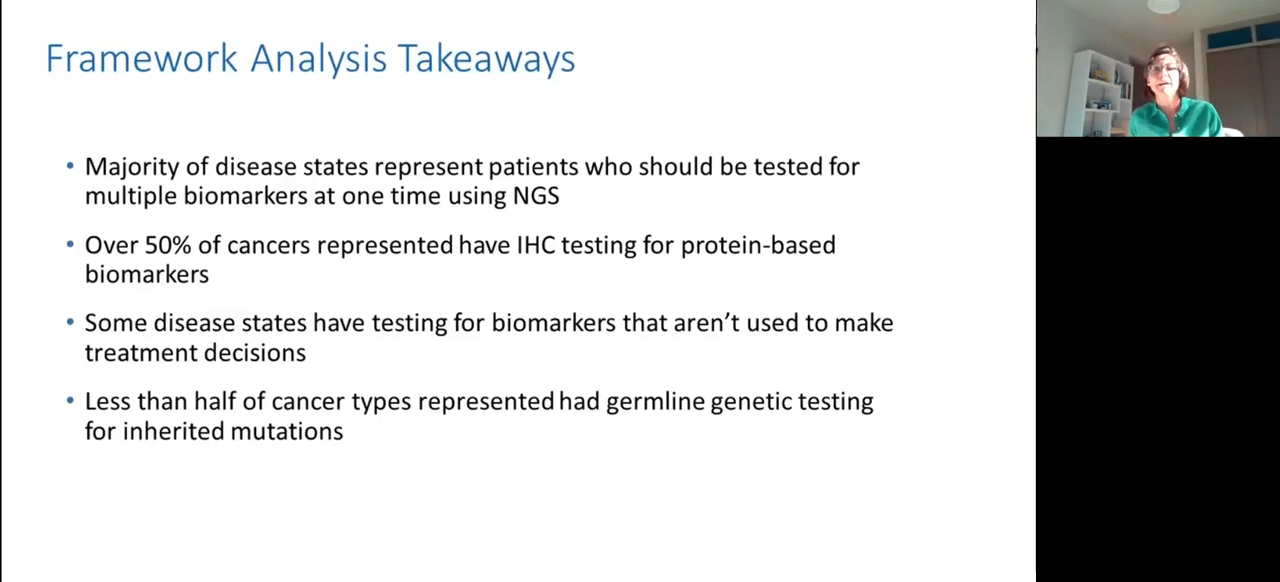 Framework Analysis Takeaways
• Majority of disease states represent patients who should be tested for
multiple biomarkers at one time using NGS
• Over 50% of cancers represented have IHC testing for protein-based
biomarkers
• Some disease states have testing for biomarkers that aren’t used to make
treatment decisions
• Less than half of cancer types represented had germline genetic testing
for inherited mutations